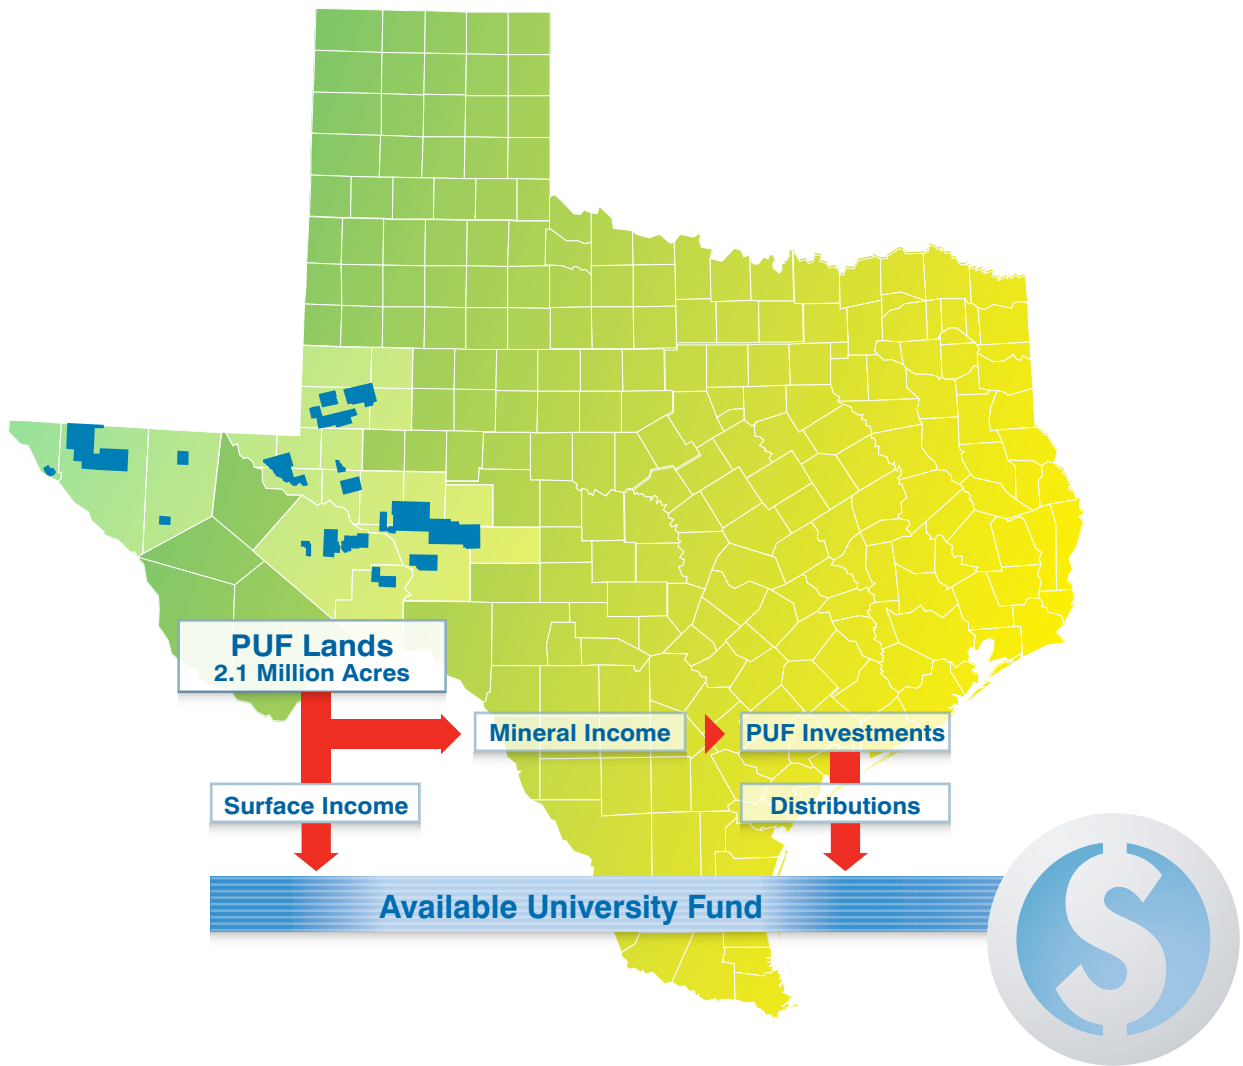 PUF Lands
2.1 Million Acres
Mineral Income
PUF Investments
Surface Income
Distributions
Available University Fund
$